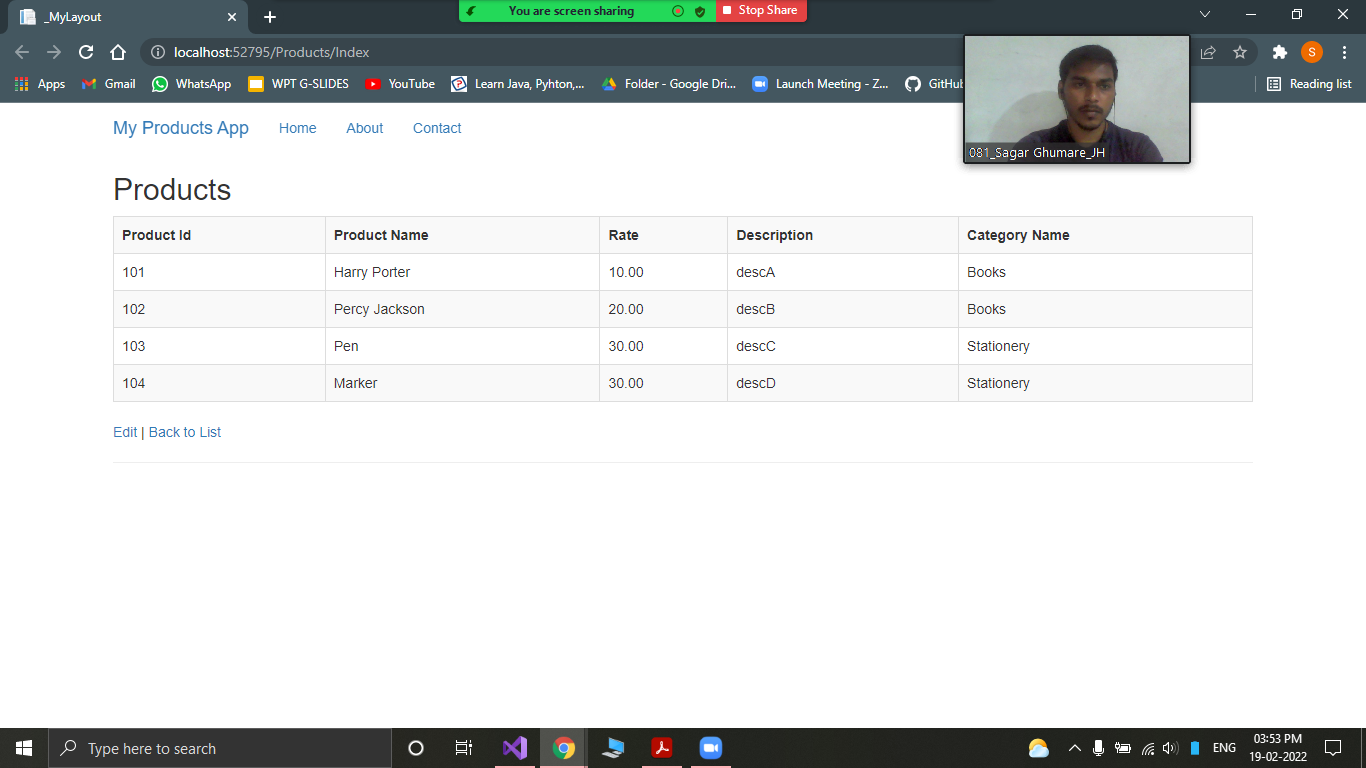 _MyLayout
You are screen sharing
Stop Share
localhost:52795/Products/Index
S
Apps
Gmail
WhatsApp
WPT G-SLIDES
YouTube
Learn Java, Pyhton,...
Folder - Google Dri...
Launch Meeting - Z...
GitHu
Reading list
081_Sagar Ghumare_JH
My Products App Home About Contact
Products
Product Id Product Name Rate Description Category Name
101 Harry Porter 10.00 descA Books
102 Percy Jackson 20.00 descB Books
103 Pen 30.00 descC Stationery
104 Marker 30.00 descD Stationery
Edit | Back to List
Type here to search
ENG
03:53 PM
19-02-2022